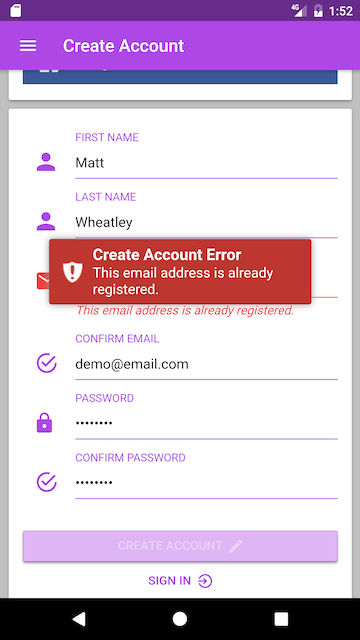 4G 1:52
Create Account
FIRST NAME
Matt
LAST NAME
Wheatley
Create Account Error
This email address is already
registered.
This email address is already registered.
CONFIRM EMAIL
demo@email.com
PASSWORD
••••••••
CONFIRM PASSWORD
••••••••
CREATE ACCOUNT
SIGN IN